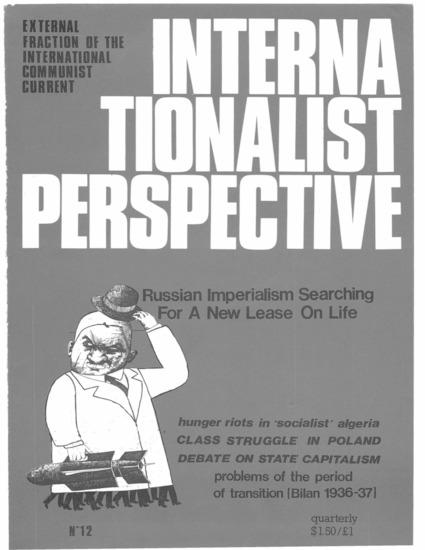 EXTERNAL
FRACTION OF THE
INTERNATIONAL
COMMUNIST
CURRENT
INTERNA
TIONALIST
PERSPECTIVE
Russian Imperialism Searching
For A New Lease On Life
hunger riots in 'socialist' algeria
CLASS STRUGGLE IN POLAND
DEBATE ON STATE CAPITALISM
problems of the period
of transition [Bilan 1936-37]
N°12
quarterly
$1.50/£1